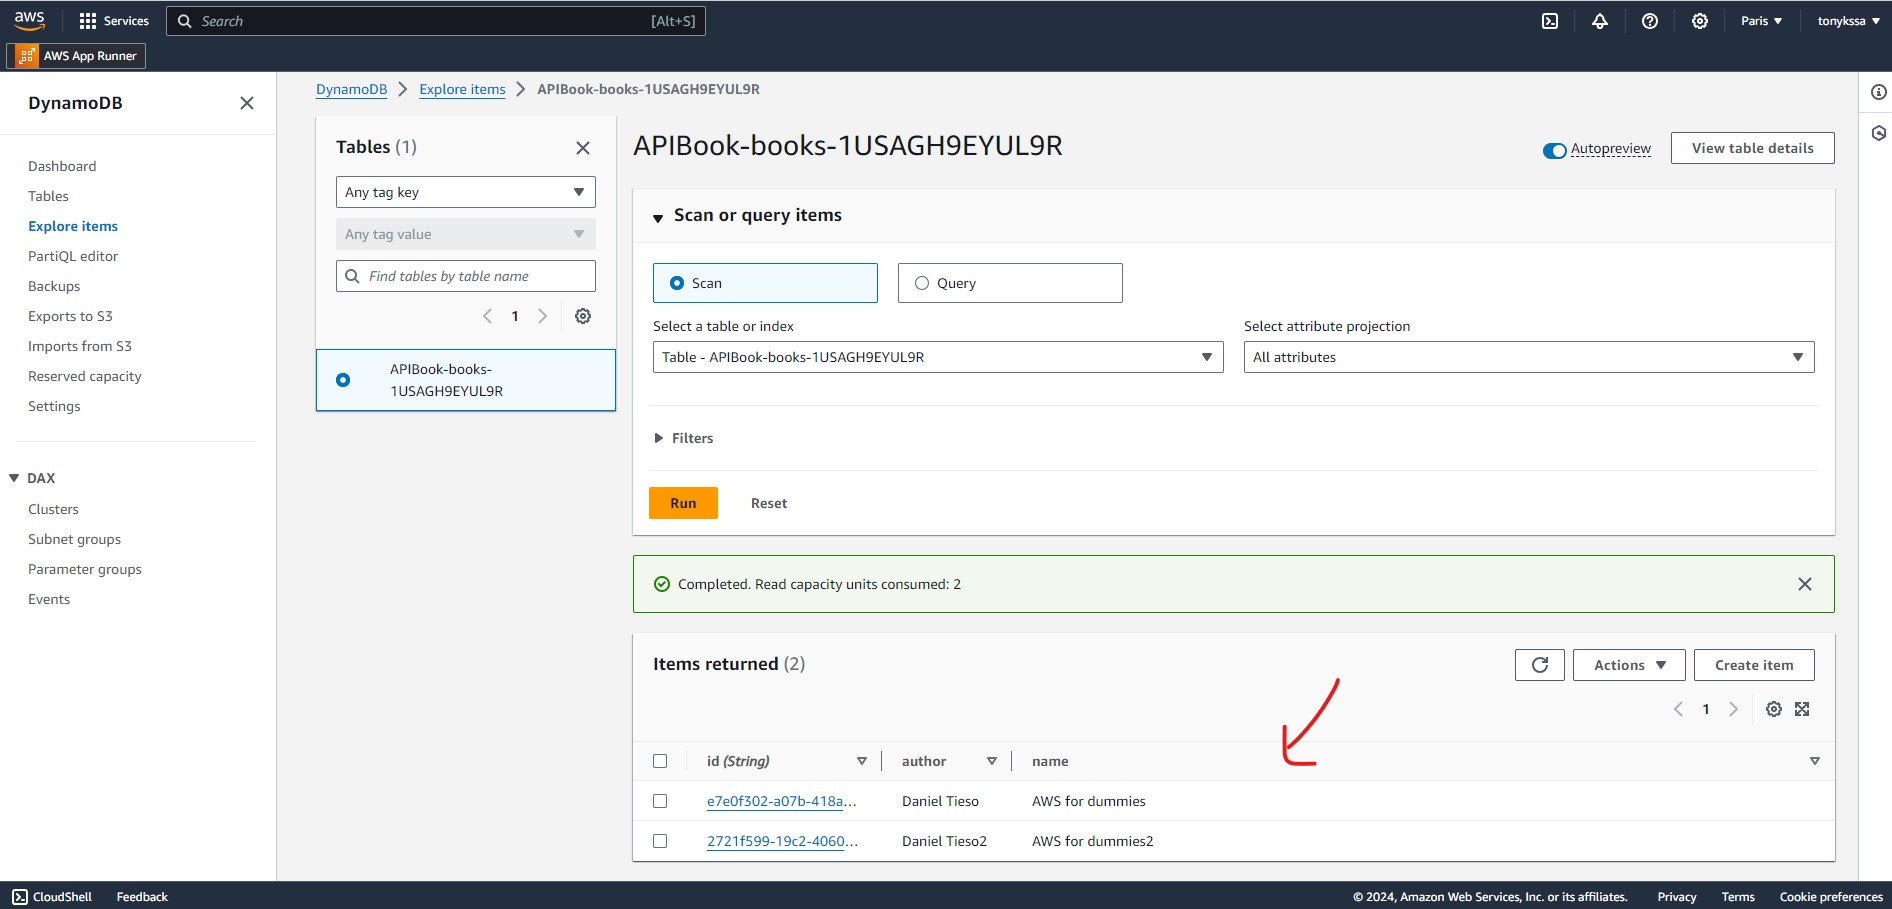 aws
Services
Search
[Alt+S]
Paris
tonykssa
AWS App Runner
DynamoDB
Dashboard
Tables
Explore items
PartiQL editor
Backups
Exports to S3
Imports from S3
Reserved capacity
Settings
DAX
Clusters
Subnet groups
Parameter groups
Events
DynamoDB
Explore items
APIBook-books-1USAGH9EYUL9R
Tables (1)
Any tag key
Any tag value
Find tables by table name
1
APIBook-books-
1USAGH9EYUL9R
APIBook-books-1USAGH9EYUL9R
Autopreview
View table details
Scan or query items
Scan
Query
Select a table or index
Table - APIBook-books-1USAGH9EYUL9R
Select attribute projection
All attributes
Filters
Run
Reset
Completed. Read capacity units consumed: 2
Items returned (2)
Actions
Create item
1
id (String) author name
e7e0f302-a07b-418a... Daniel Tieso AWS for dummies
2721f599-19c2-4060... Daniel Tieso2 AWS for dummies2
CloudShell
Feedback
© 2024, Amazon Web Services, Inc. or its affiliates.
Privacy
Terms
Cookie preferences